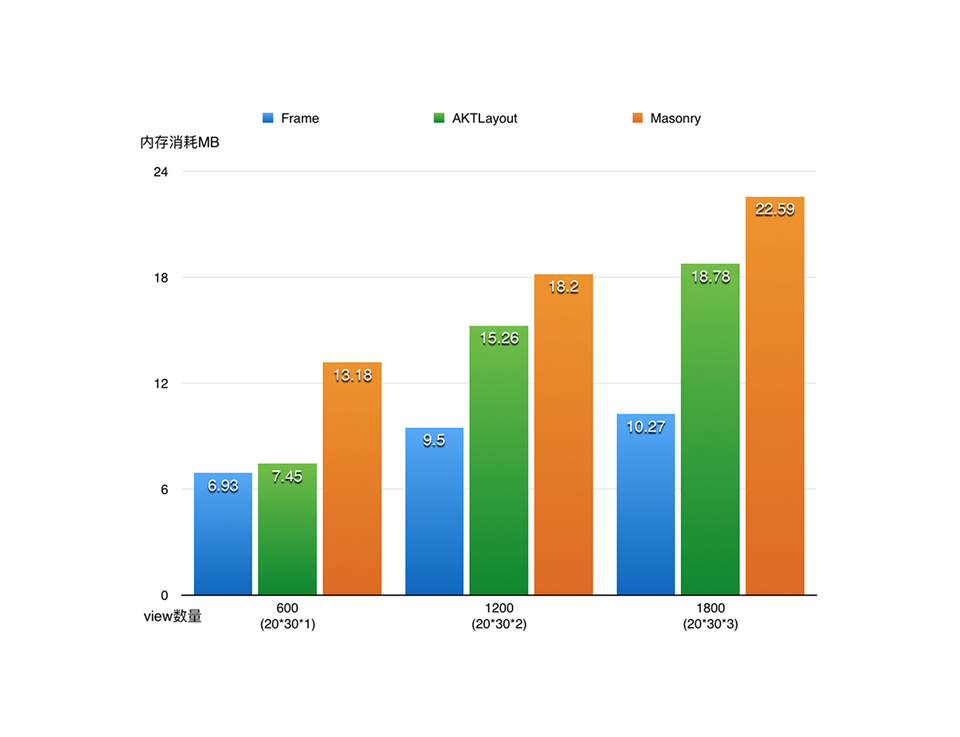 Frame AKTLayout Masonry
内存消耗MB
24
22.59
18
18.78
18.2
15.26
12
13.18
10.27
9.5
6
7.45
6.93
0
view数量
600 1200 1800
(20*30*1) (20*30*2) (20*30*3)